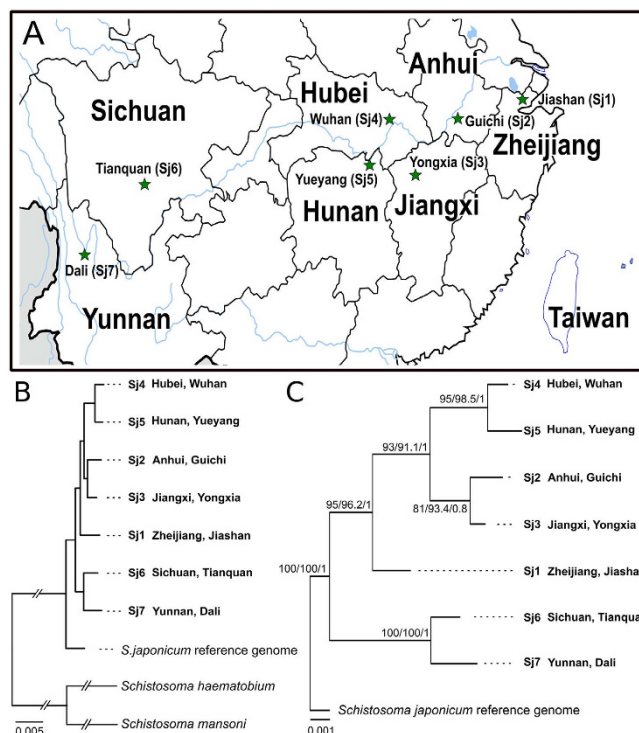 A
Anhui
Hubei
Sichuan
Jiashan (Sj1)
Wuhan (Sj4)
Guichi (Sj2)
Zheijiang
Tianquan (Sj6)
Yongxia (Sj3)
Yueyang (Sj5)
Hunan
Jiangxi
Dali (Sj7)
Yunnan
Taiwan
B
Sj4 Hubei, Wuhan
Sj5 Hunan, Yueyang
Sj2 Anhui, Guichi
Sj3 Jiangxi, Yongxia
Sj1 Zheijiang, Jiashan
Sj6 Sichuan, Tianquan
Sj7 Yunnan, Dali
S.japonicum reference genome
Schistosoma haematobium
Schistosoma mansoni
0.005
C
Sj4 Hubei, Wuhan
95/98.5/1
Sj5 Hunan, Yueyang
93/91.1/1
Sj2 Anhui, Guichi
81/93.4/0.8
Sj3 Jiangxi, Yongxia
95/96.2/1
Sj1 Zheijiang, Jiasha
100/100/1
Sj6 Sichuan, Tianqua
100/100/1
Sj7 Yunnan, Dali
Schistosoma japonicum reference genome
0.001